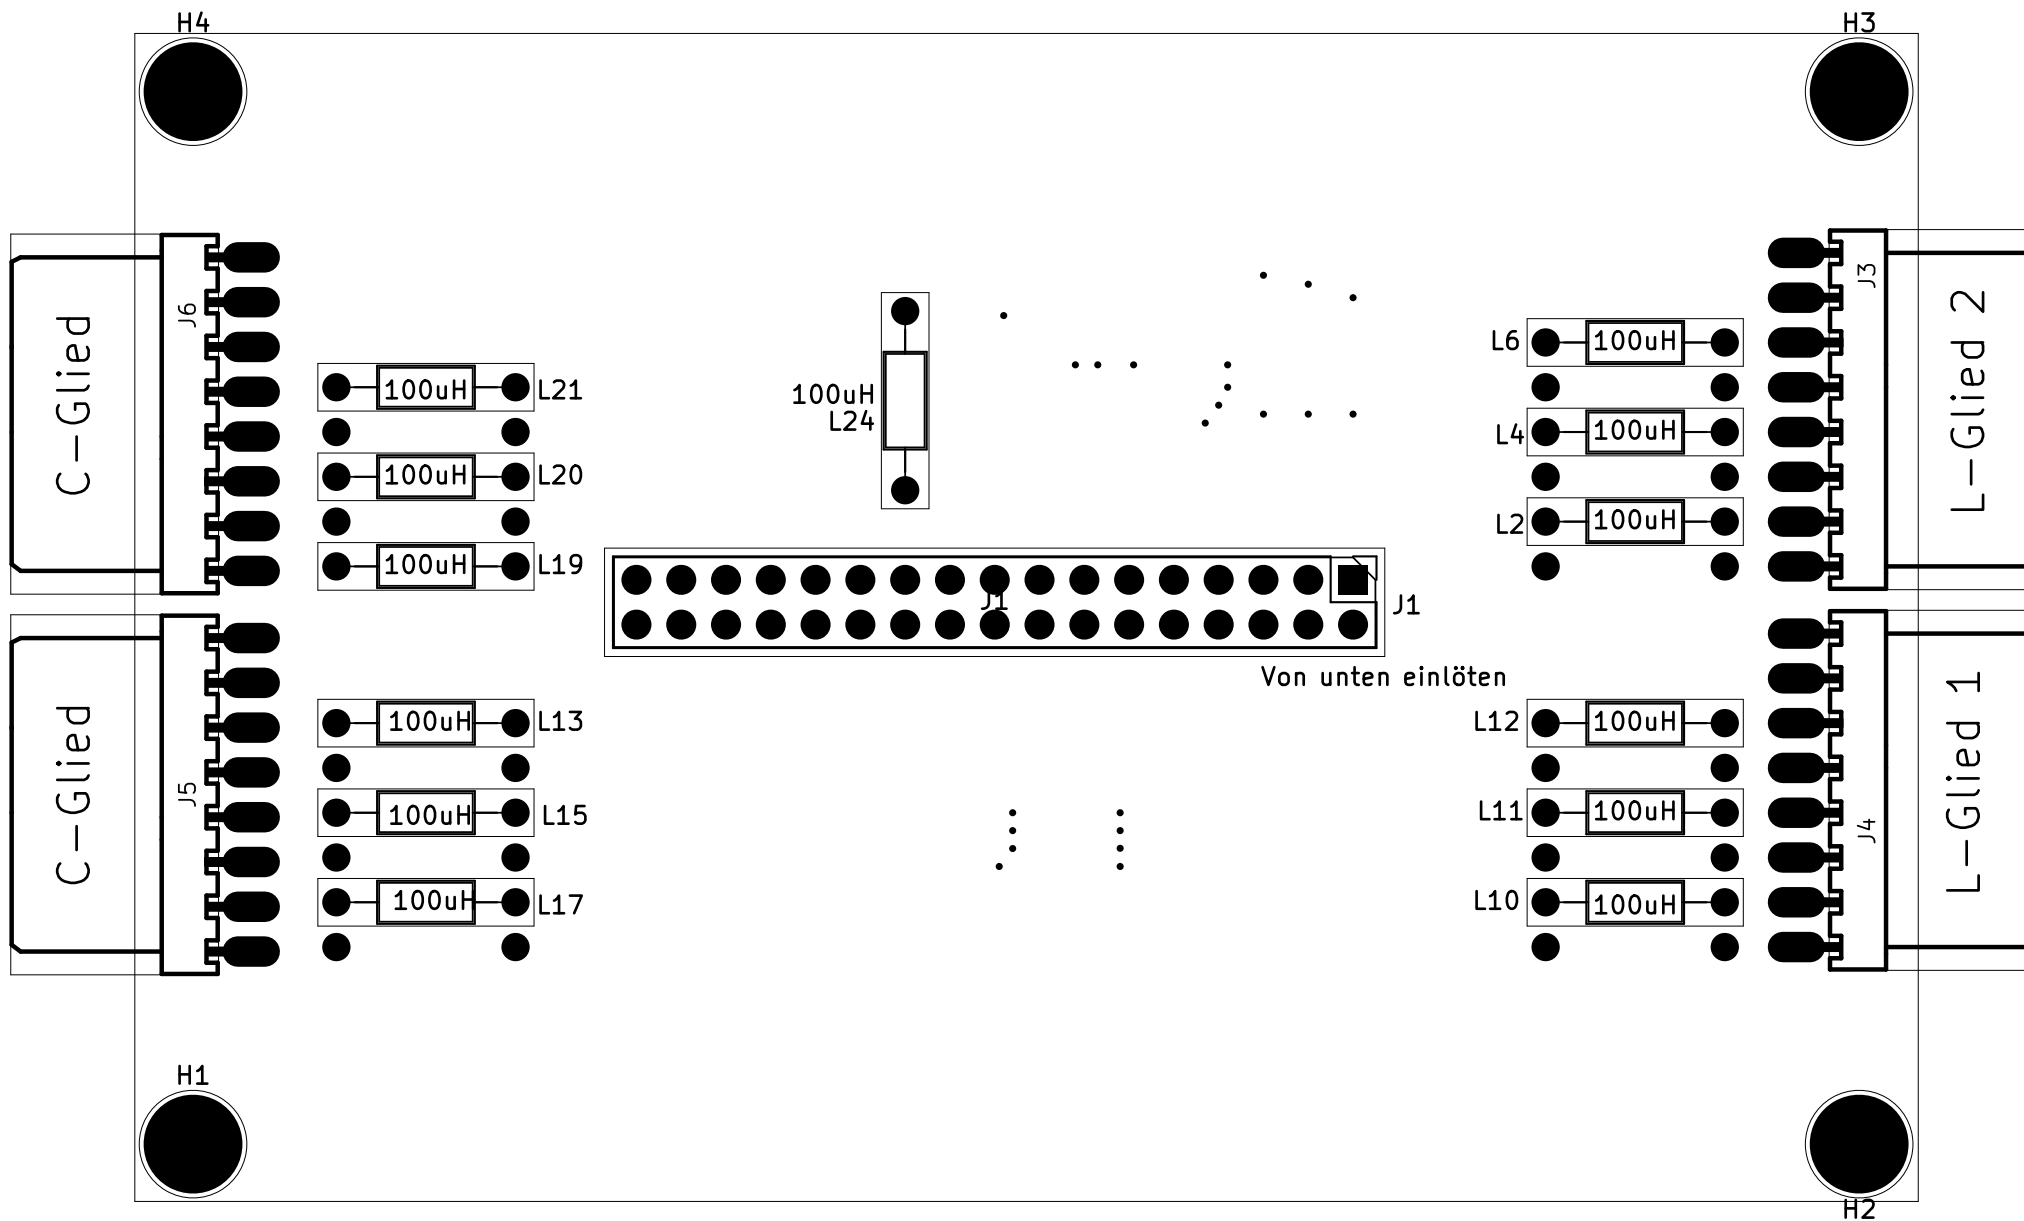 H4
H3
C-Glied
J6
J3
L-Glied 2
100uH L21
100uH L20
100uH L19
100uH
L24
L6 100uH
L4 100uH
L2 100uH
J1
J1
Von unten einlöten
C-Glied
J5
100uH L13
100uH L15
100uH L17
L12 100uH
L11 100uH
L10 100uH
J4
L-Glied 1
H1
H2